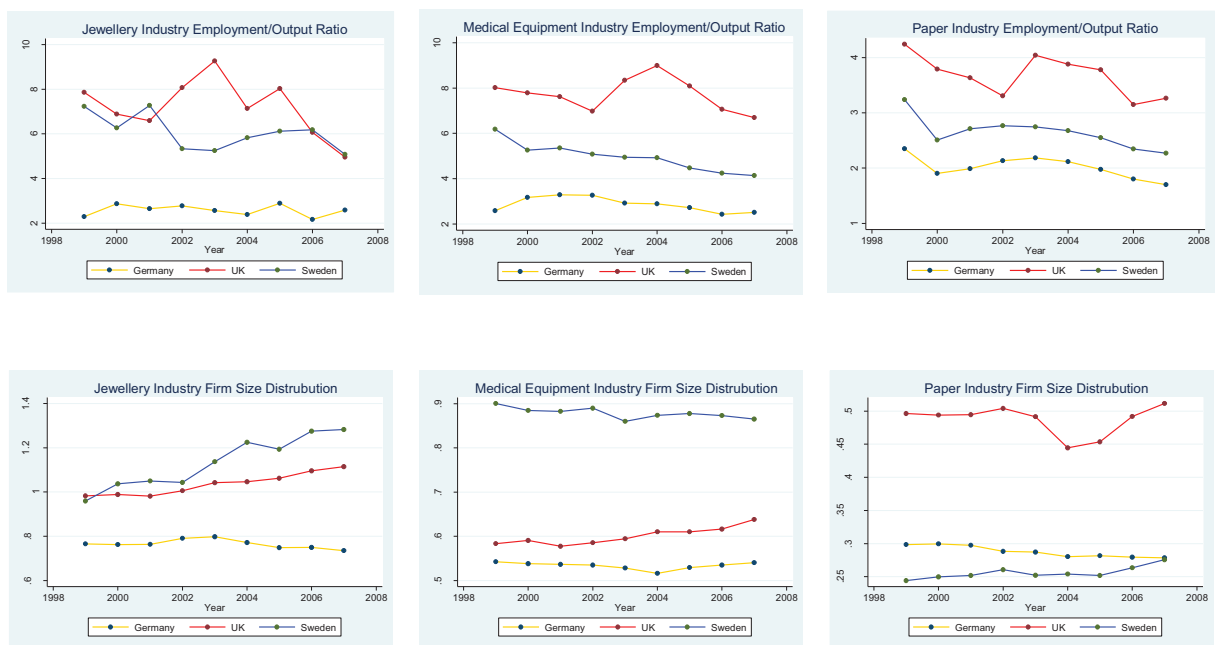 Jewellery Industry Employment/Output Ratio
10
8
6
4
2
1998 2000 2002 2004 2006 2008
Year
Germany UK Sweden
Medical Equipment Industry Employment/Output Ratio
10
8
6
4
2
1998 2000 2002 2004 2006 2008
Year
Germany UK Sweden
Paper Industry Employment/Output Ratio
4
3
2
1
1998 2000 2002 2004 2006 2008
Year
Germany UK Sweden
Jewellery Industry Firm Size Distrubution
1.4
1.2
1
.8
.6
1998 2000 2002 2004 2006 2008
Year
Germany UK Sweden
Medical Equipment Industry Firm Size Distrubution
.9
.8
.7
.6
.5
1998 2000 2002 2004 2006 2008
Year
Germany UK Sweden
Paper Industry Firm Size Distrubution
.5
.45
.4
.35
.3
.25
1998 2000 2002 2004 2006 2008
Year
Germany UK Sweden